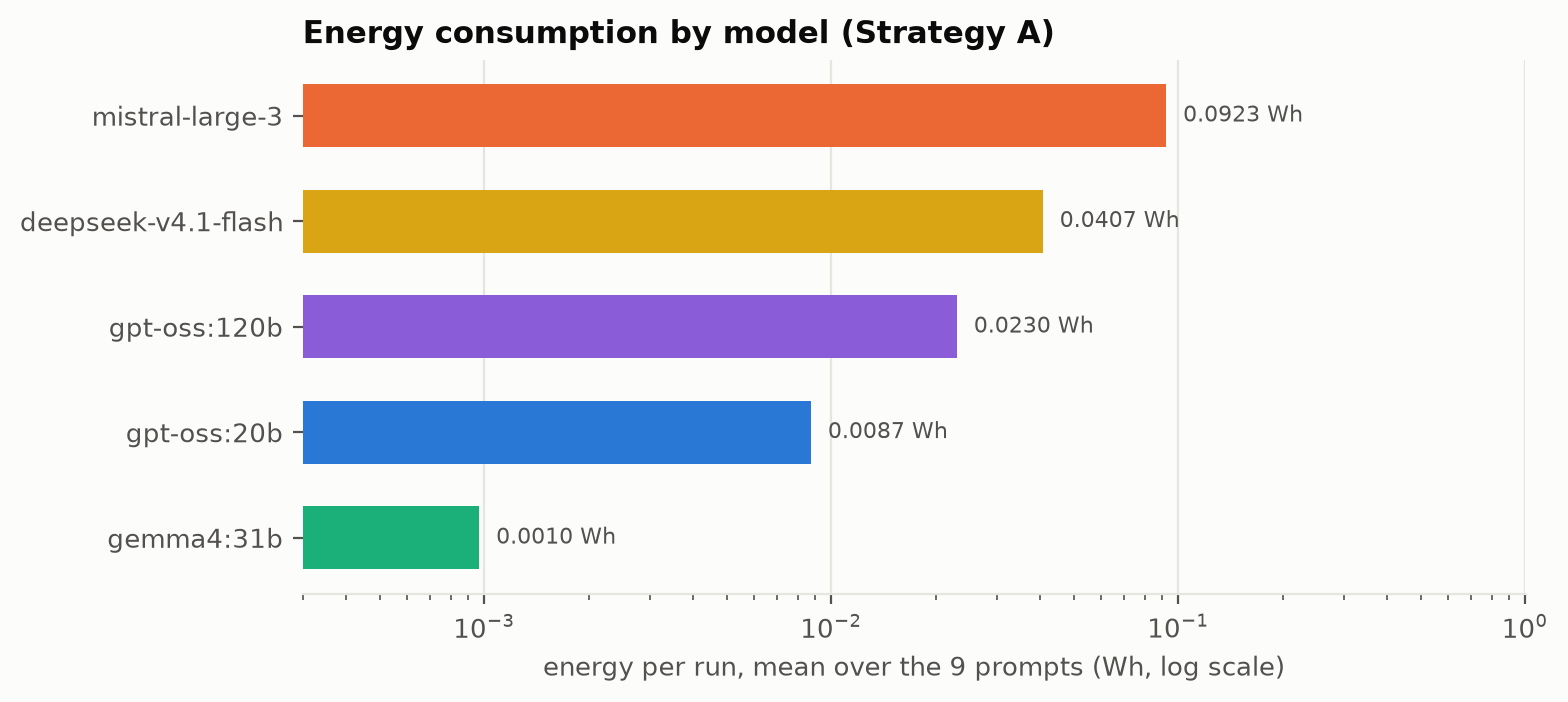 Energy consumption by model (Strategy A)
mistral-large-3
0.0923 Wh
deepseek-v4.1-flash
0.0407 Wh
gpt-oss:120b
0.0230 Wh
gpt-oss:20b
0.0087 Wh
gemma4:31b
0.0010 Wh
10⁻³ 10⁻² 10⁻¹ 10⁰
energy per run, mean over the 9 prompts (Wh, log scale)